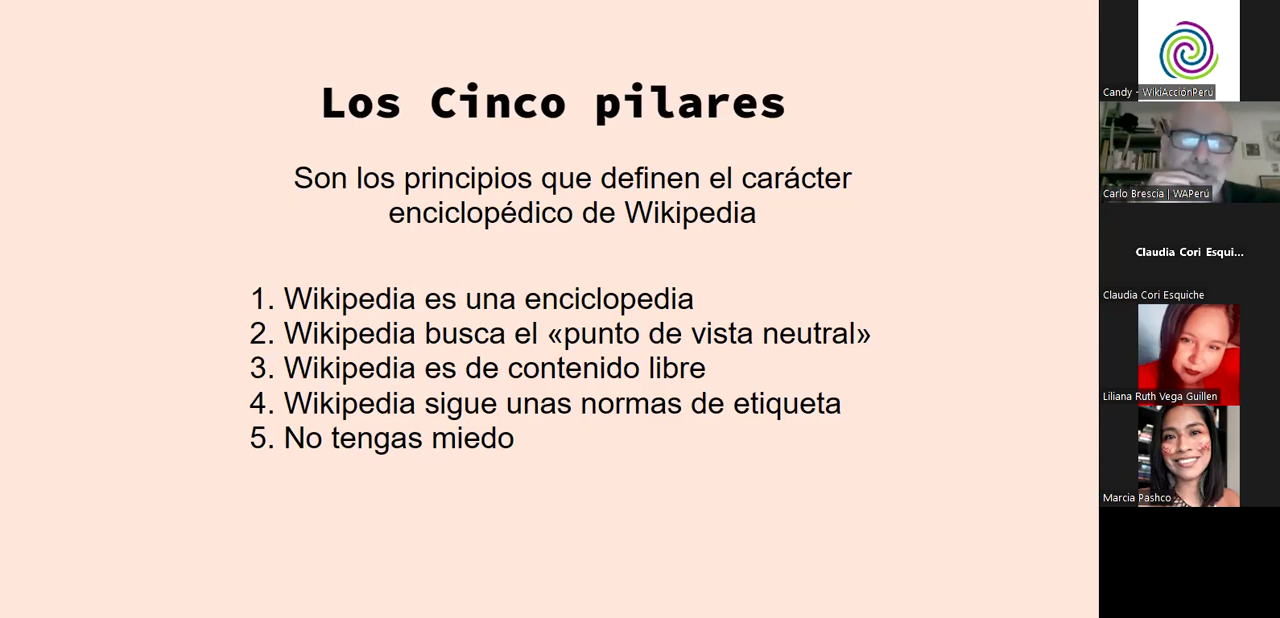 Los Cinco pilares
Son los principios que definen el carácter
enciclopédico de Wikipedia
1. Wikipedia es una enciclopedia
2. Wikipedia busca el «punto de vista neutral»
3. Wikipedia es de contenido libre
4. Wikipedia sigue unas normas de etiqueta
5. No tengas miedo
Candy - WikiAcciónPerú
Carlo Brescia | WAPerú
Claudia Cori Esqui...
Claudia Cori Esquiche
Liliana Ruth Vega Guillen
Marcia Pashco